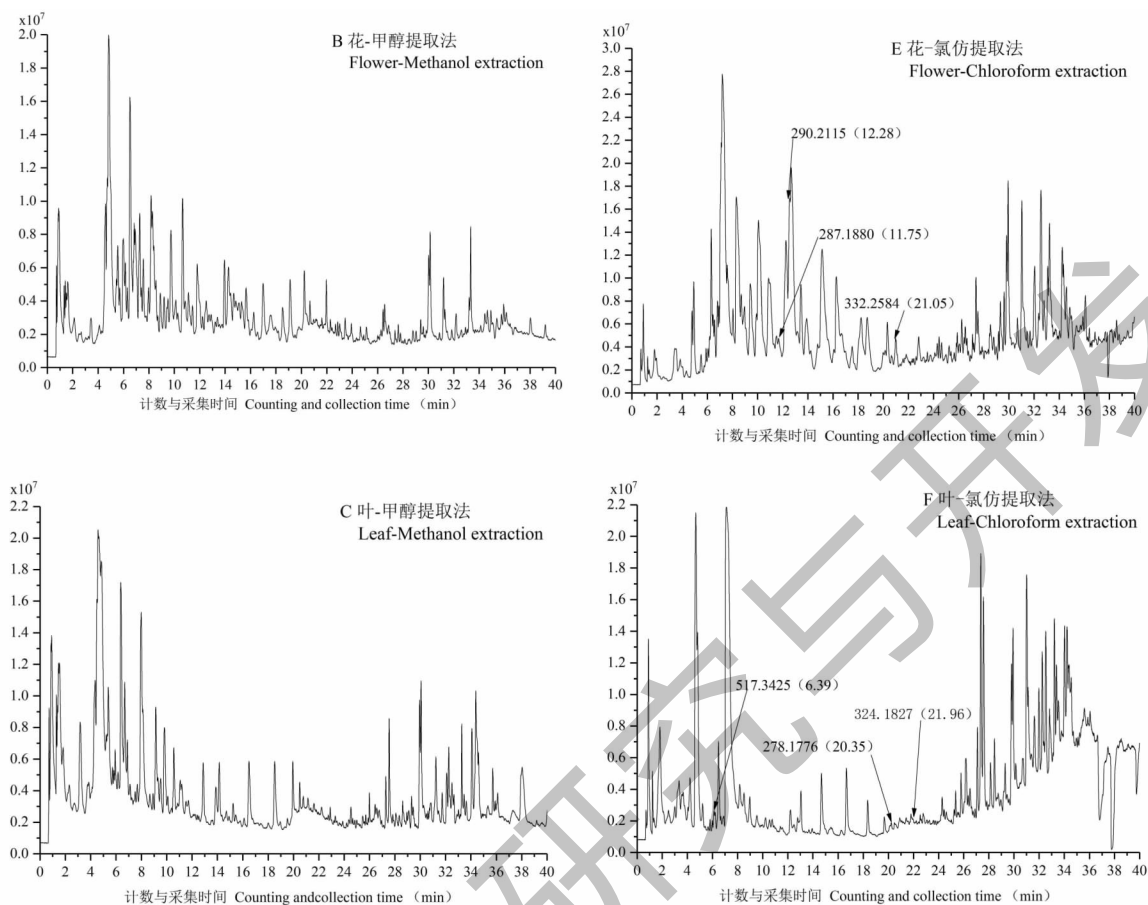 x10⁷
B 花-甲醇提取法
Flower-Methanol extraction
2.0
1.8
1.6
1.4
1.2
1.0
0.8
0.6
0.4
0.2
0.0
0 2 4 6 8 10 12 14 16 18 20 22 24 26 28 30 32 34 36 38 40
计数与采集时间 Counting and collection time (min)
x10⁷
E 花-氯仿提取法
Flower-Chloroform extraction
3.0
2.8
2.6
2.4
2.2
2.0
1.8
1.6
1.4
1.2
1.0
0.8
0.6
0.4
0.2
0.0
290.2115（12.28）
287.1880（11.75）
332.2584（21.05）
0 2 4 6 8 10 12 14 16 18 20 22 24 26 28 30 32 34 36 38 40
计数与采集时间 Counting and collection time （min）
x10⁷
C 叶-甲醇提取法
Leaf-Methanol extraction
2.2
2.0
1.8
1.6
1.4
1.2
1.0
0.8
0.6
0.4
0.2
0.0
0 2 4 6 8 10 12 14 16 18 20 22 24 26 28 30 32 34 36 38 40
计数与采集时间 Counting andcollection time （min）
x10⁷
F 叶-氯仿提取法
Leaf-Chloroform extraction
2.2
2.0
1.8
1.6
1.4
1.2
1.0
0.8
0.6
0.4
0.2
0.0
517.3425（6.39）
324.1827（21.96）
278.1776（20.35）
0 2 4 6 8 10 12 14 16 18 20 22 24 26 28 30 32 34 36 38 40
计数与采集时间 Counting and collection time （min）
研究与开发